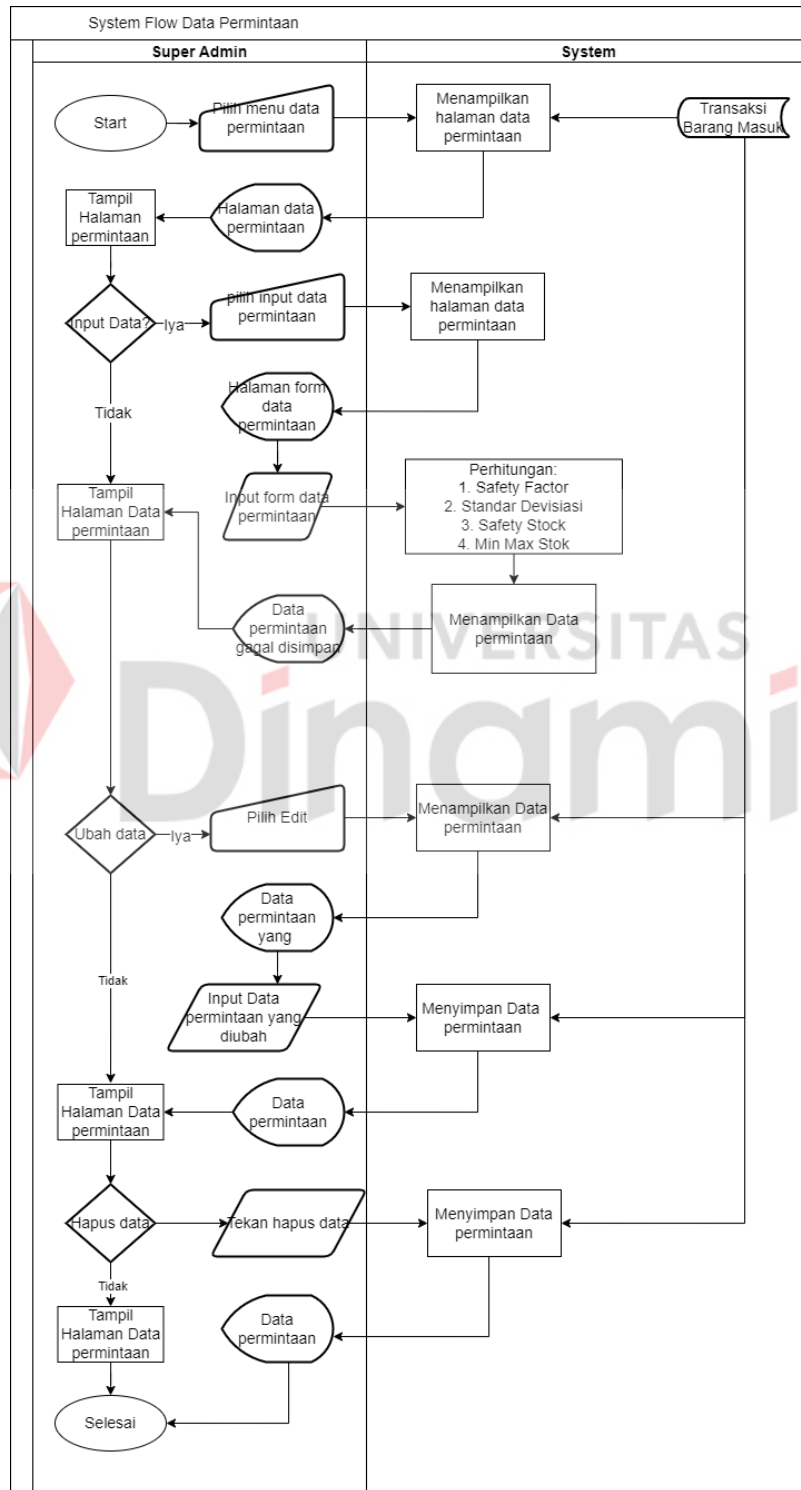 System Flow Data Permintaan
Super Admin
System
Start
Pilih menu data
permintaan
Menampilkan
halaman data
permintaan
Transaksi
Barang Masuk
Tampil
Halaman
permintaan
Halaman data
permintaan
Input Data?
Iya
pilih input data
permintaan
Menampilkan
halaman data
permintaan
Halaman form
data
permintaan
Tidak
Tampil
Halaman Data
permintaan
Input form data
permintaan
Perhitungan:
1. Safety Factor
2. Standar Devisiasi
3. Safety Stock
4. Min Max Stok
Data
permintaan
gagal disimpan
Menampilkan Data
permintaan
UNIVERSITAS
Dinami
Ubah data
Iya
Pilih Edit
Menampilkan Data
permintaan
Data
permintaan
yang
Tidak
Input Data
permintaan yang
diubah
Menyimpan Data
permintaan
Tampil
Halaman Data
permintaan
Data
permintaan
Hapus data
Tekan hapus data
Menyimpan Data
permintaan
Tidak
Tampil
Halaman Data
permintaan
Data
permintaan
Selesai